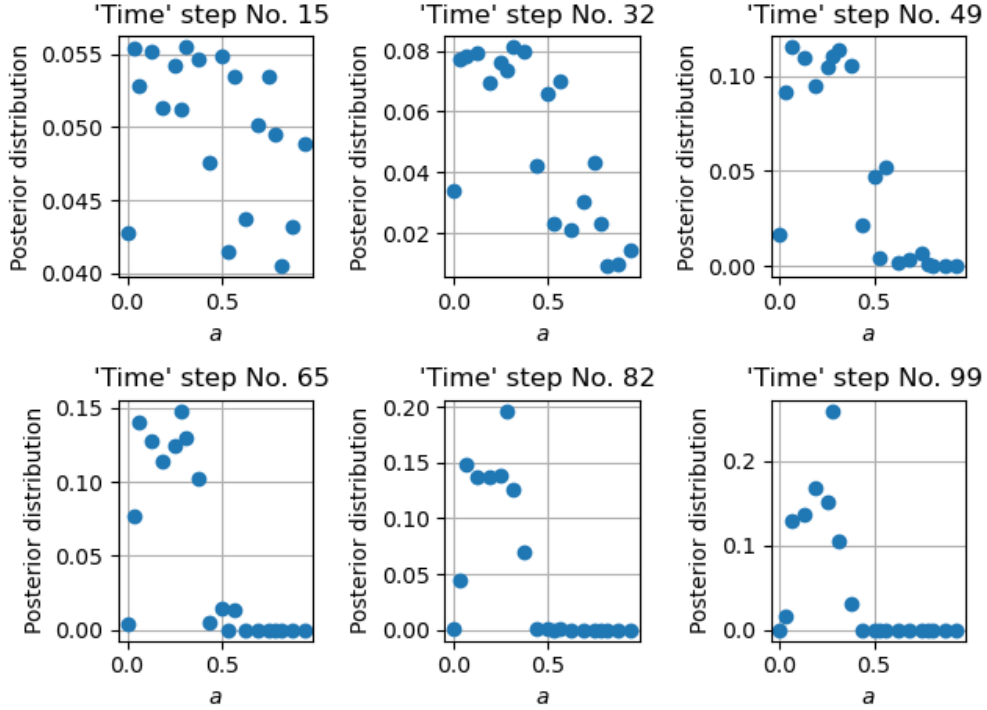 'Time' step No. 15
'Time' step No. 32
'Time' step No. 49
Posterior distribution
0.055
0.050
0.045
0.040
0.0
0.5
a
Posterior distribution
0.08
0.06
0.04
0.02
0.0
0.5
a
Posterior distribution
0.10
0.05
0.00
0.0
0.5
a
'Time' step No. 65
'Time' step No. 82
'Time' step No. 99
Posterior distribution
0.15
0.10
0.05
0.00
0.0
0.5
a
Posterior distribution
0.20
0.15
0.10
0.05
0.00
0.0
0.5
a
Posterior distribution
0.2
0.1
0.0
0.0
0.5
a